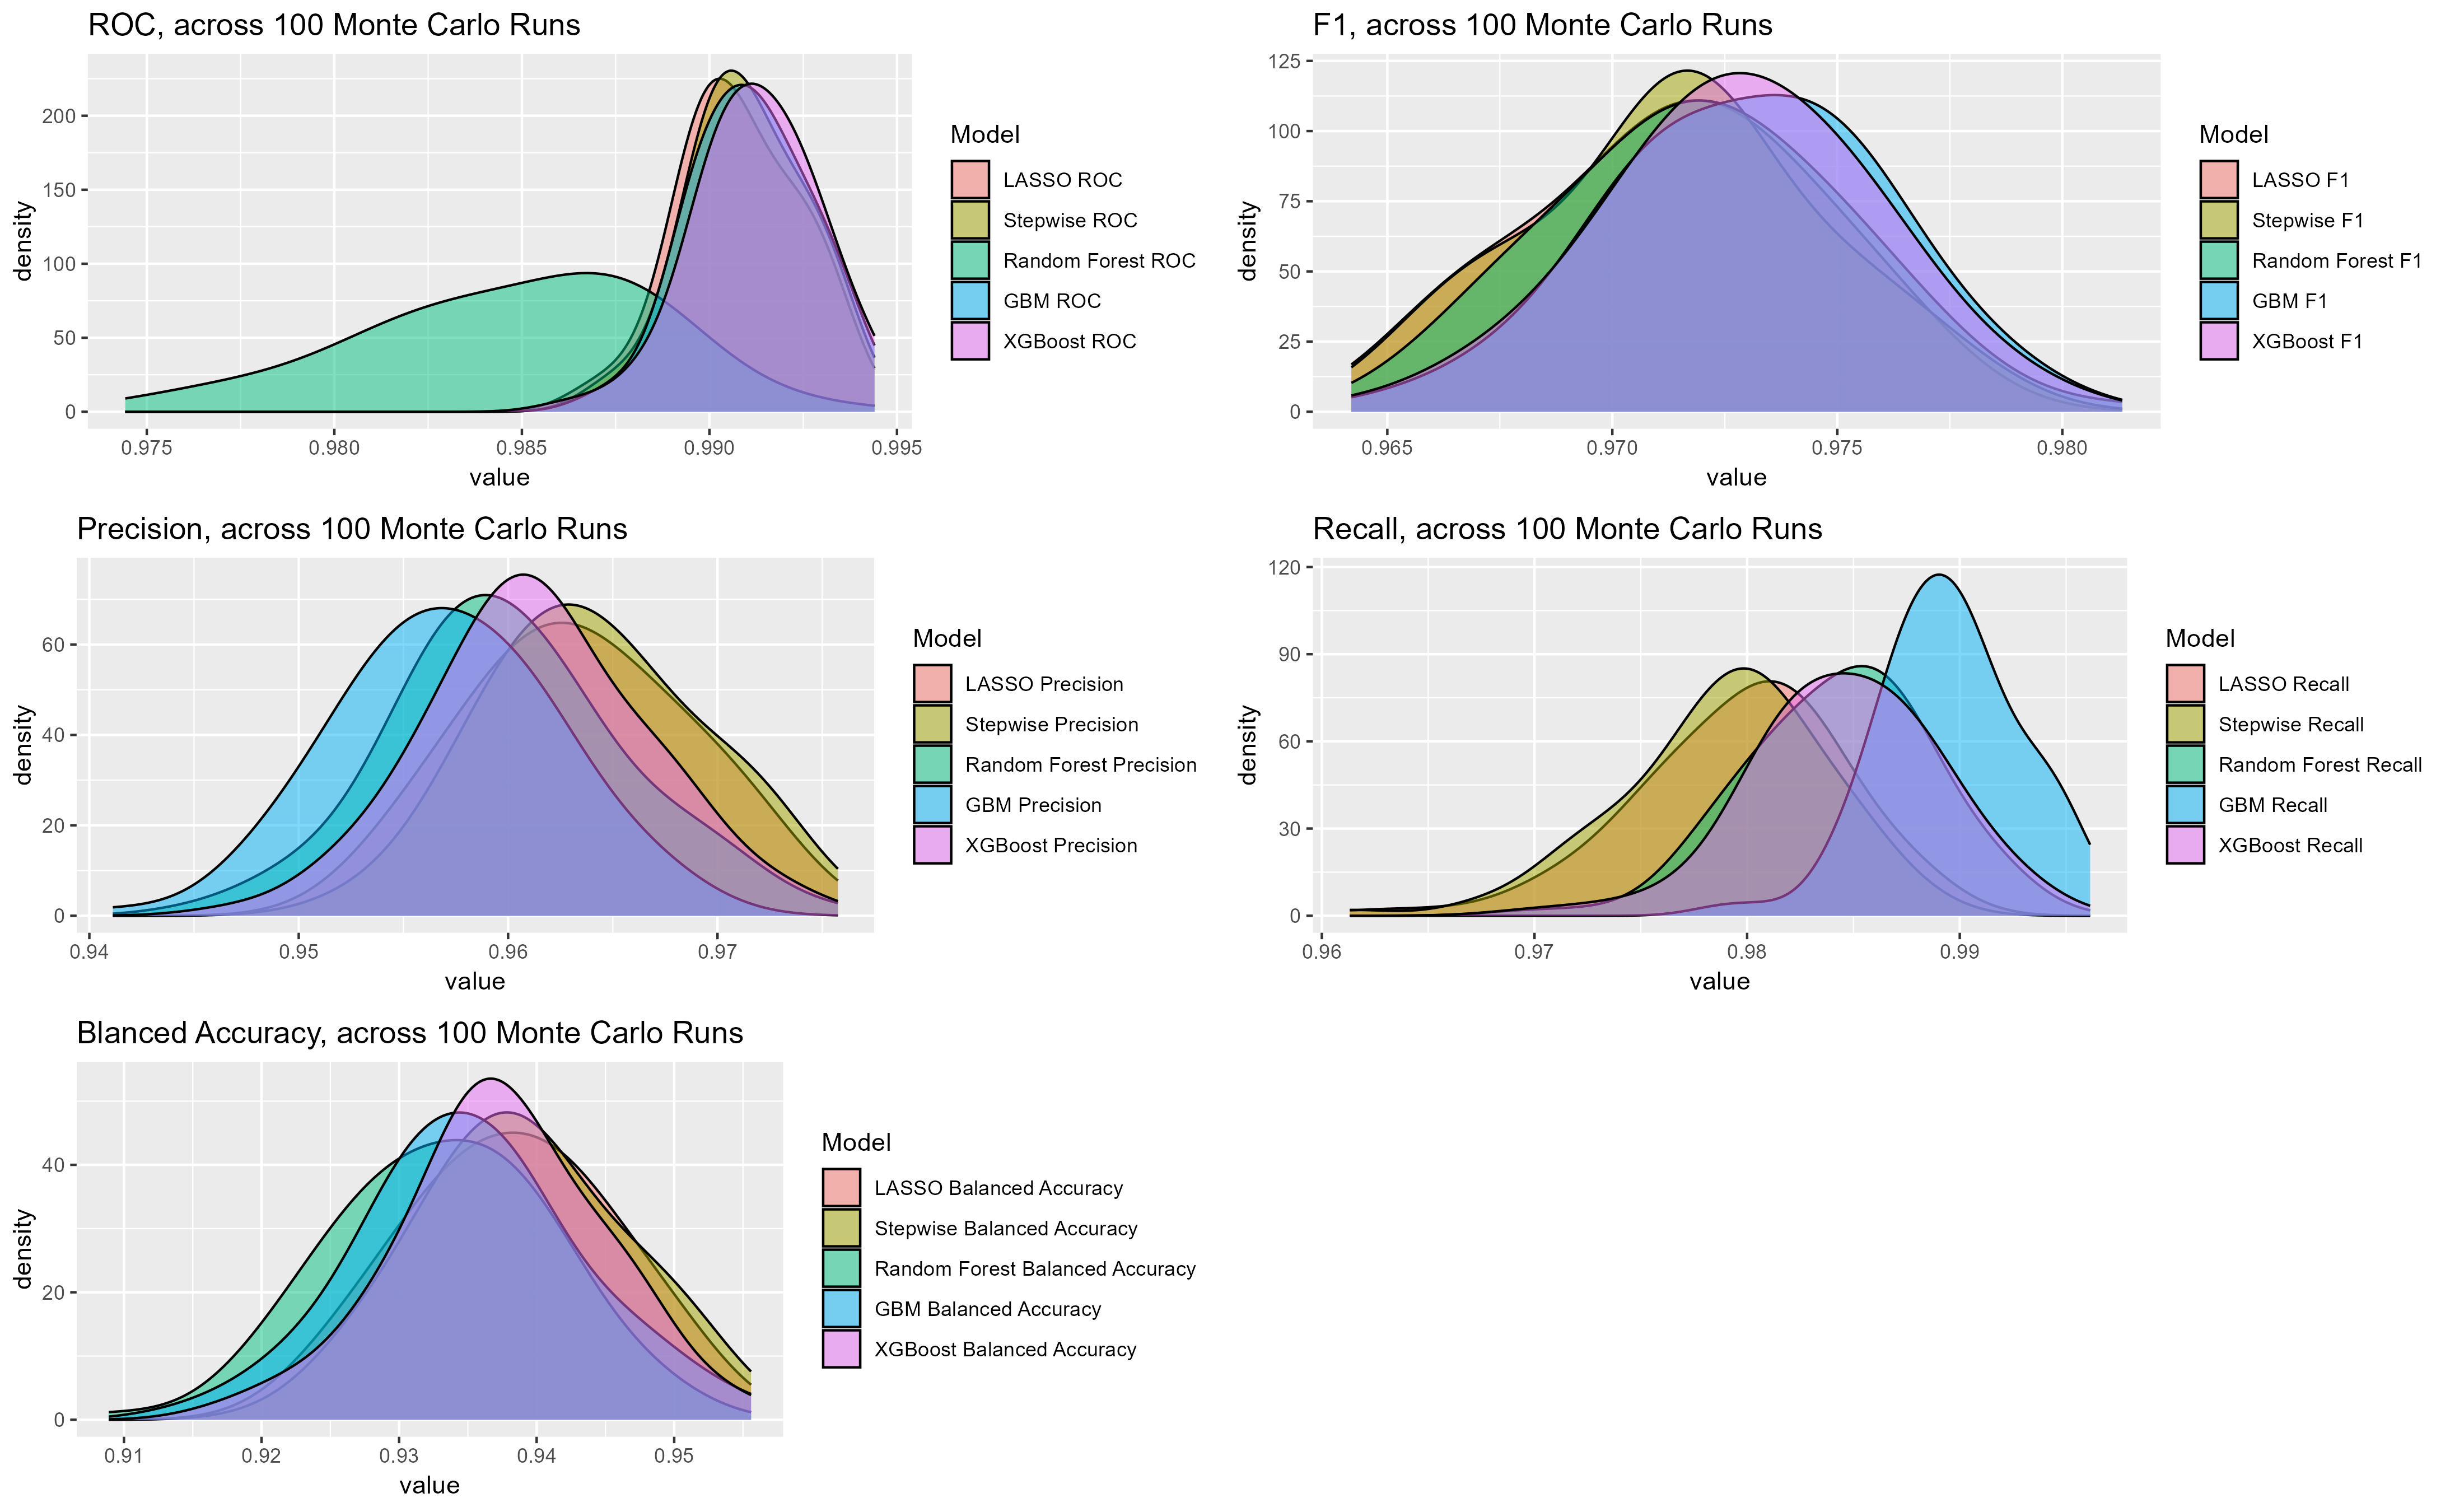 ROC, across 100 Monte Carlo Runs
density
200
150
100
50
0
0.975 0.980 0.985 0.990 0.995
value
Model
LASSO ROC
Stepwise ROC
Random Forest ROC
GBM ROC
XGBoost ROC
F1, across 100 Monte Carlo Runs
density
125
100
75
50
25
0
0.965 0.970 0.975 0.980
value
Model
LASSO F1
Stepwise F1
Random Forest F1
GBM F1
XGBoost F1
Precision, across 100 Monte Carlo Runs
density
60
40
20
0
0.94 0.95 0.96 0.97
value
Model
LASSO Precision
Stepwise Precision
Random Forest Precision
GBM Precision
XGBoost Precision
Recall, across 100 Monte Carlo Runs
density
120
90
60
30
0
0.96 0.97 0.98 0.99
value
Model
LASSO Recall
Stepwise Recall
Random Forest Recall
GBM Recall
XGBoost Recall
Blanced Accuracy, across 100 Monte Carlo Runs
density
40
20
0
0.91 0.92 0.93 0.94 0.95
value
Model
LASSO Balanced Accuracy
Stepwise Balanced Accuracy
Random Forest Balanced Accuracy
GBM Balanced Accuracy
XGBoost Balanced Accuracy